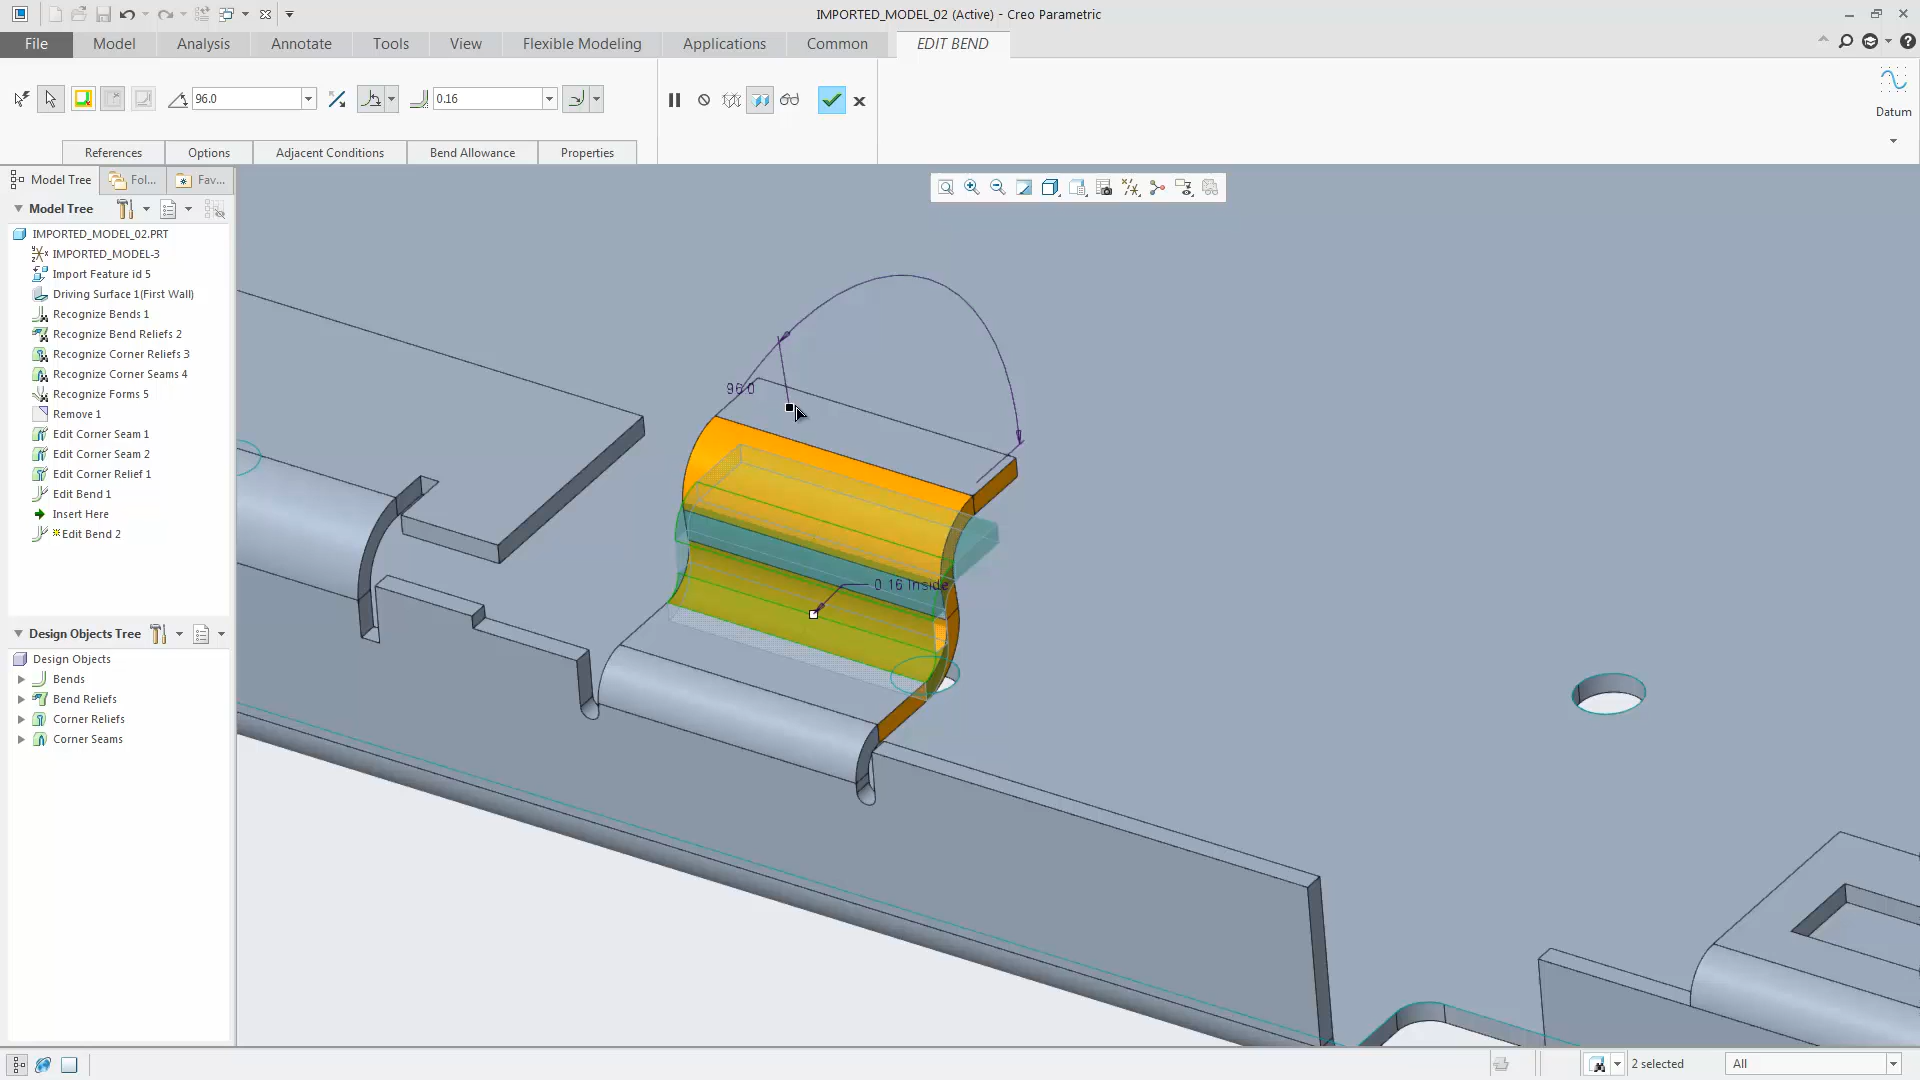 IMPORTED_MODEL_02 (Active) - Creo Parametric
File
Model
Analysis
Annotate
Tools
View
Flexible Modeling
Applications
Common
EDIT BEND
96.0
0.16
Datum
References
Options
Adjacent Conditions
Bend Allowance
Properties
Model Tree
Fol...
Fav...
Model Tree
IMPORTED_MODEL_02.PRT
IMPORTED_MODEL-3
Import Feature id 5
Driving Surface 1(First Wall)
Recognize Bends 1
Recognize Bend Reliefs 2
Recognize Corner Reliefs 3
Recognize Corner Seams 4
Recognize Forms 5
Remove 1
Edit Corner Seam 1
Edit Corner Seam 2
Edit Corner Relief 1
Edit Bend 1
Insert Here
Edit Bend 2
Design Objects Tree
Design Objects
Bends
Bend Reliefs
Corner Reliefs
Corner Seams
96.0
0.16 Inside
2 selected
All